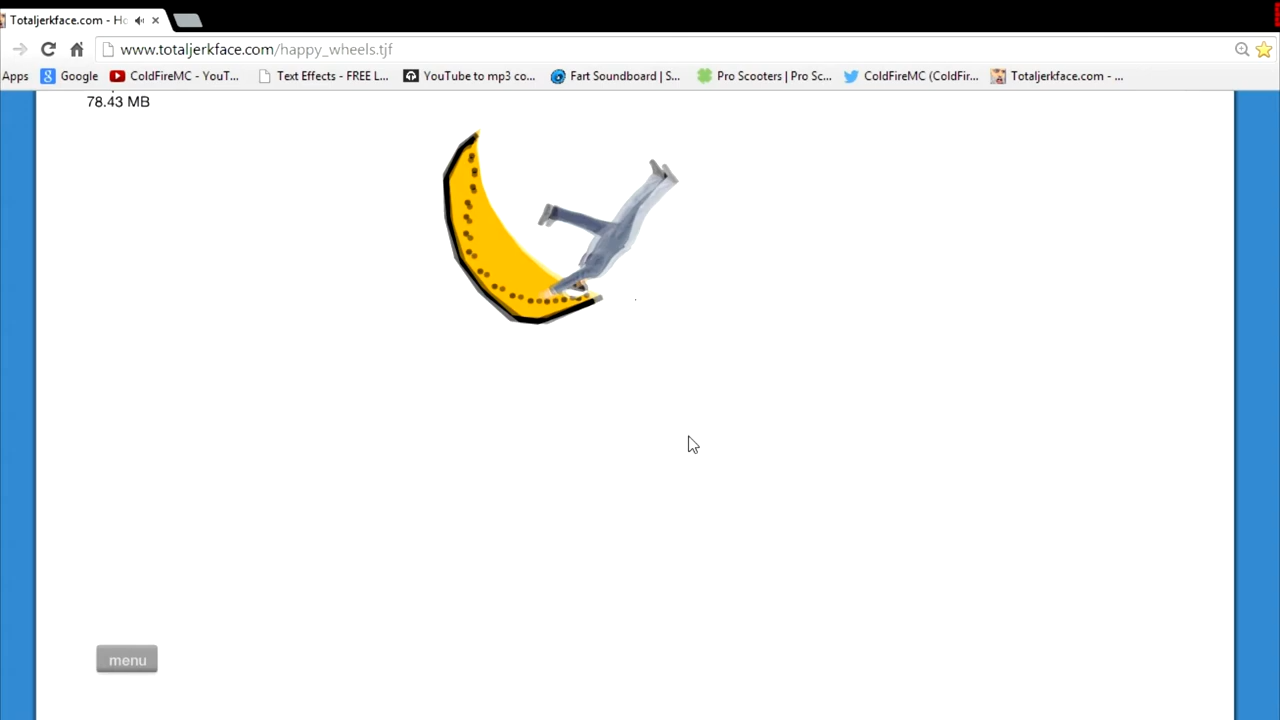 Totaljerkface.com - Ho
www.totaljerkface.com/happy_wheels.tjf
Apps Google ColdFireMC - YouT... Text Effects - FREE L... YouTube to mp3 co... Fart Soundboard | S... Pro Scooters | Pro Sc... ColdFireMC (ColdFir... Totaljerkface.com - ...
78.43 MB
menu